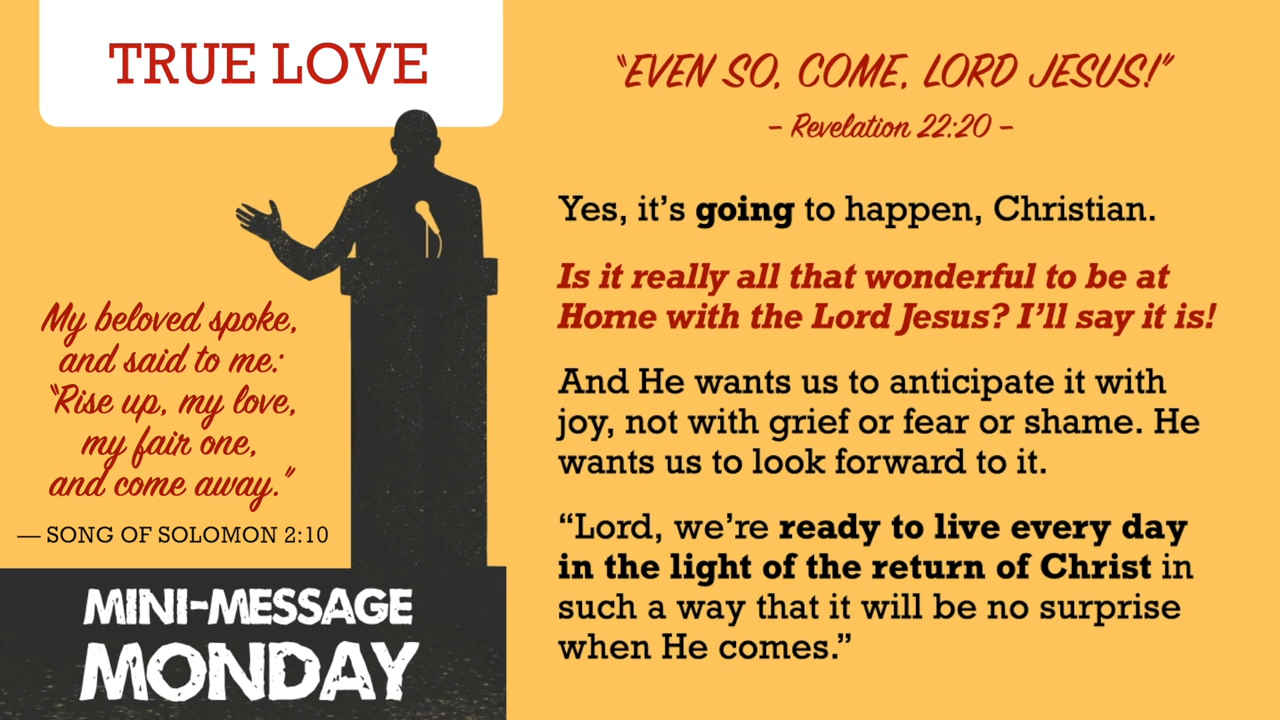 TRUE LOVE
My beloved spoke,
and said to me:
“Rise up, my love,
my fair one,
and come away.”
— SONG OF SOLOMON 2:10
MINI-MESSAGE
MONDAY
“EVEN SO, COME, LORD JESUS!”
– Revelation 22:20 –
Yes, it’s going to happen, Christian.
Is it really all that wonderful to be at
Home with the Lord Jesus? I’ll say it is!
And He wants us to anticipate it with
joy, not with grief or fear or shame. He
wants us to look forward to it.
“Lord, we’re ready to live every day
in the light of the return of Christ in
such a way that it will be no surprise
when He comes.”